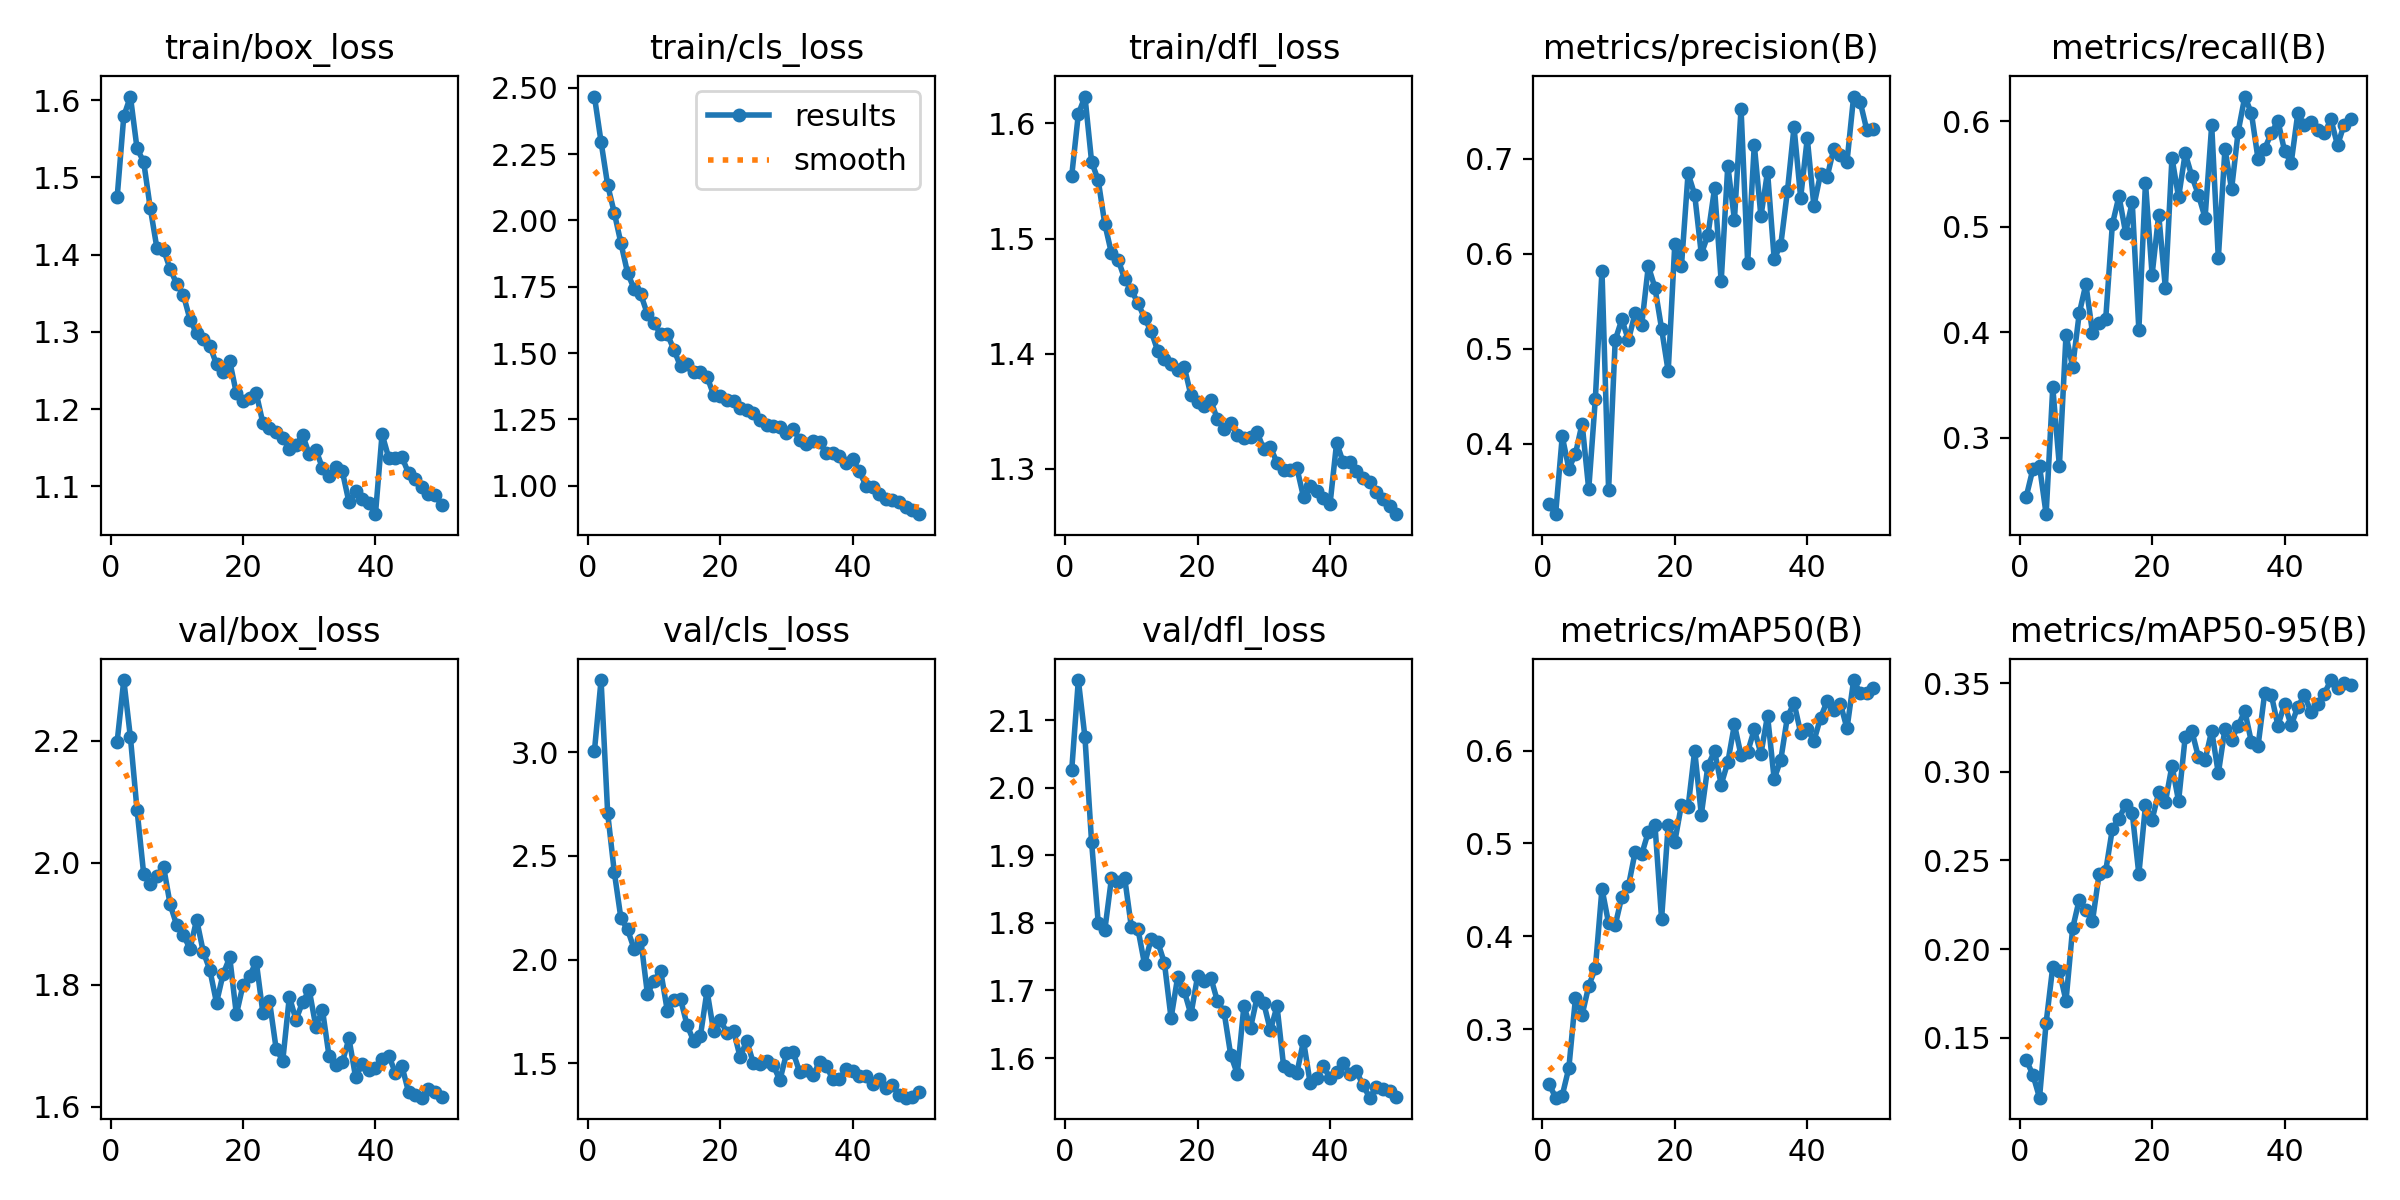 train/box_loss
1.6
1.5
1.4
1.3
1.2
1.1
0 20 40
train/cls_loss
results
smooth
2.50
2.25
2.00
1.75
1.50
1.25
1.00
0 20 40
train/dfl_loss
1.6
1.5
1.4
1.3
0 20 40
metrics/precision(B)
0.7
0.6
0.5
0.4
0 20 40
metrics/recall(B)
0.6
0.5
0.4
0.3
0 20 40
val/box_loss
2.2
2.0
1.8
1.6
0 20 40
val/cls_loss
3.0
2.5
2.0
1.5
0 20 40
val/dfl_loss
2.1
2.0
1.9
1.8
1.7
1.6
0 20 40
metrics/mAP50(B)
0.6
0.5
0.4
0.3
0 20 40
metrics/mAP50-95(B)
0.35
0.30
0.25
0.20
0.15
0 20 40